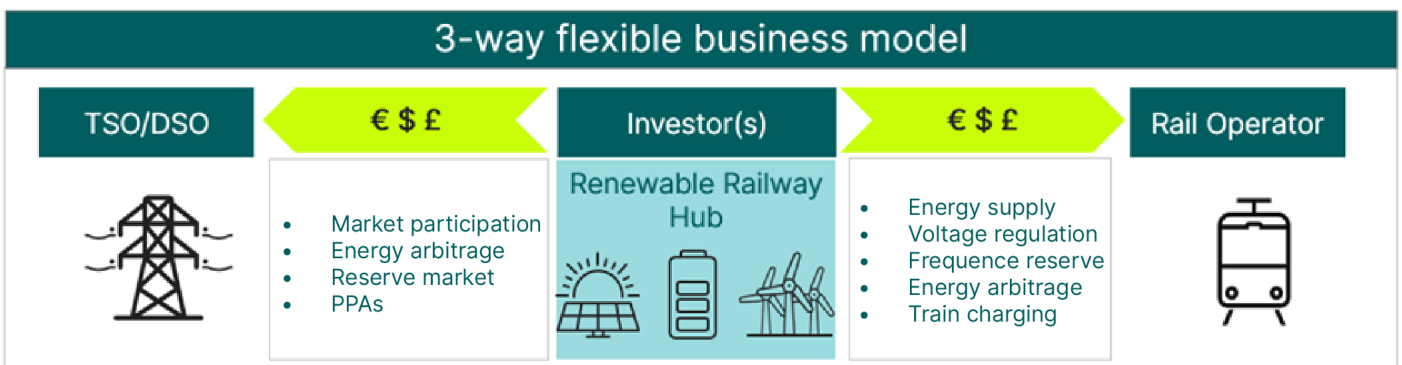 3-way flexible business model
TSO/DSO
€ $ £
Investor(s)
€ $ £
Rail Operator
• Market participation
• Energy arbitrage
• Reserve market
• PPAs
Renewable Railway
Hub
• Energy supply
• Voltage regulation
• Frequence reserve
• Energy arbitrage
• Train charging